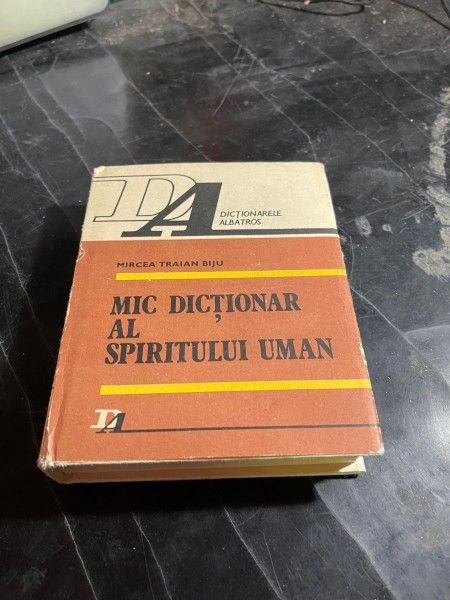 DA
DICȚIONARELE
ALBATROS
MIRCEA TRAIAN BIJU
MIC DICȚIONAR
AL
SPIRITULUI UMAN
DA